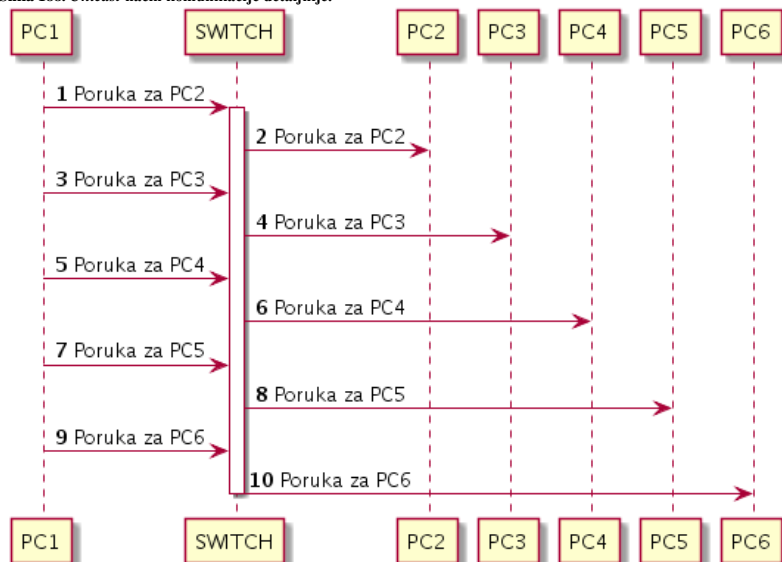 PC1 SWITCH PC2 PC3 PC4 PC5 PC6
1 Poruka za PC2
2 Poruka za PC2
3 Poruka za PC3
4 Poruka za PC3
5 Poruka za PC4
6 Poruka za PC4
7 Poruka za PC5
8 Poruka za PC5
9 Poruka za PC6
10 Poruka za PC6
PC1 SWITCH PC2 PC3 PC4 PC5 PC6